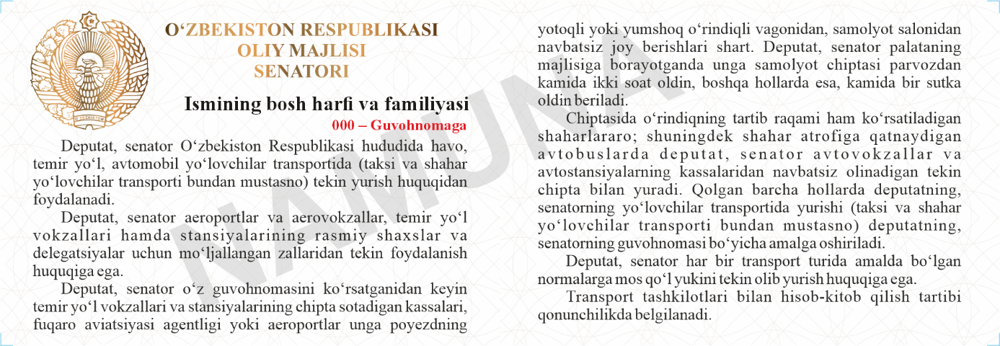 O‘ZBEKISTON RESPUBLIKASI
OLIY MAJLISI
SENATORI
Ismining bosh harfi va familiyasi
000 – Guvohnomaga
Deputat, senator O‘zbekiston Respublikasi hududida havo,
temir yo‘l, avtomobil yo‘lovchilar transportida (taksi va shahar
yo‘lovchilar transporti bundan mustasno) tekin yurish huquqidan
foydalanadi.
Deputat, senator aeroportlar va aerovokzallar, temir yo‘l
vokzallari hamda stansiyalarining rasmiy shaxslar va
delegatsiyalar uchun mo‘ljallangan zallaridan tekin foydalanish
huquqiga ega.
Deputat, senator o‘z guvohnomasini ko‘rsatganidan keyin
temir yo‘l vokzallari va stansiyalarining chipta sotadigan kassalari,
fuqaro aviatsiyasi agentligi yoki aeroportlar unga poyezdning
yotoqli yoki yumshoq o‘rindiqli vagonidan, samolyot salonidan
navbatsiz joy berishlari shart. Deputat, senator palataning
majlisiga borayotganda unga samolyot chiptasi parvozdan
kamida ikki soat oldin, boshqa hollarda esa, kamida bir sutka
oldin beriladi.
Chiptasida o‘rindiqning tartib raqami ham ko‘rsatiladigan
shaharlararo; shuningdek shahar atrofiga qatnaydigan
avtobuslarda deputat, senator avtovokzallar va
avtostansiyalarning kassalaridan navbatsiz olinadigan tekin
chipta bilan yuradi. Qolgan barcha hollarda deputatning,
senatorning yo‘lovchilar transportida yurishi (taksi va shahar
yo‘lovchilar transporti bundan mustasno) deputatning,
senatorning guvohnomasi bo‘yicha amalga oshiriladi.
Deputat, senator har bir transport turida amalda bo‘lgan
normalarga mos qo‘l yukini tekin olib yurish huquqiga ega.
Transport tashkilotlari bilan hisob-kitob qilish tartibi
qonunchilikda belgilanadi.
NAMUNA
O‘ZBEKISTON